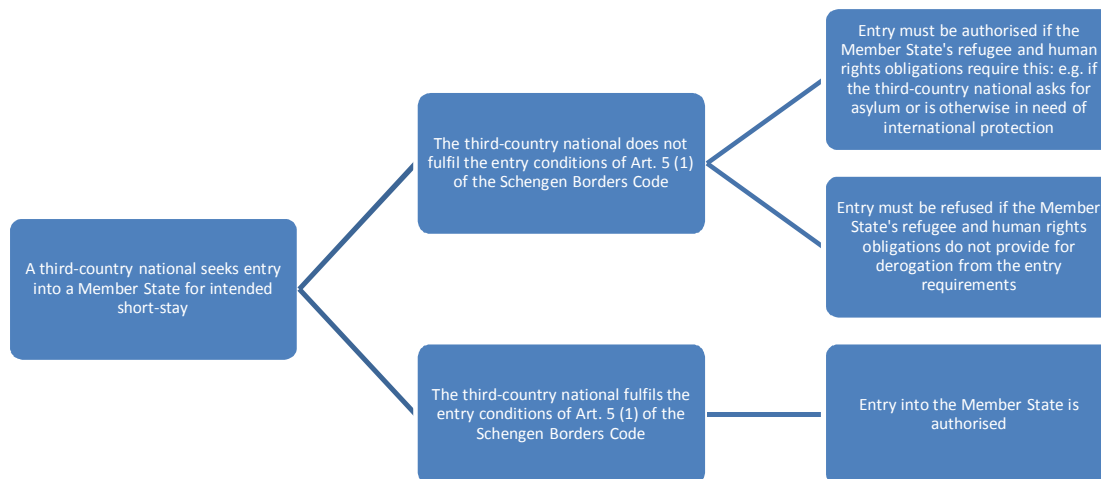 A third-country national seeks entry
into a Member State for intended
short-stay
The third-country national does not
fulfil the entry conditions of Art. 5 (1)
of the Schengen Borders Code
Entry must be authorised if the
Member State's refugee and human
rights obligations require this: e.g. if
the third-country national asks for
asylum or is otherwise in need of
international protection
Entry must be refused if the Member
State's refugee and human rights
obligations do not provide for
derogation from the entry
requirements
The third-country national fulfils the
entry conditions of Art. 5 (1) of the
Schengen Borders Code
Entry into the Member State is
authorised